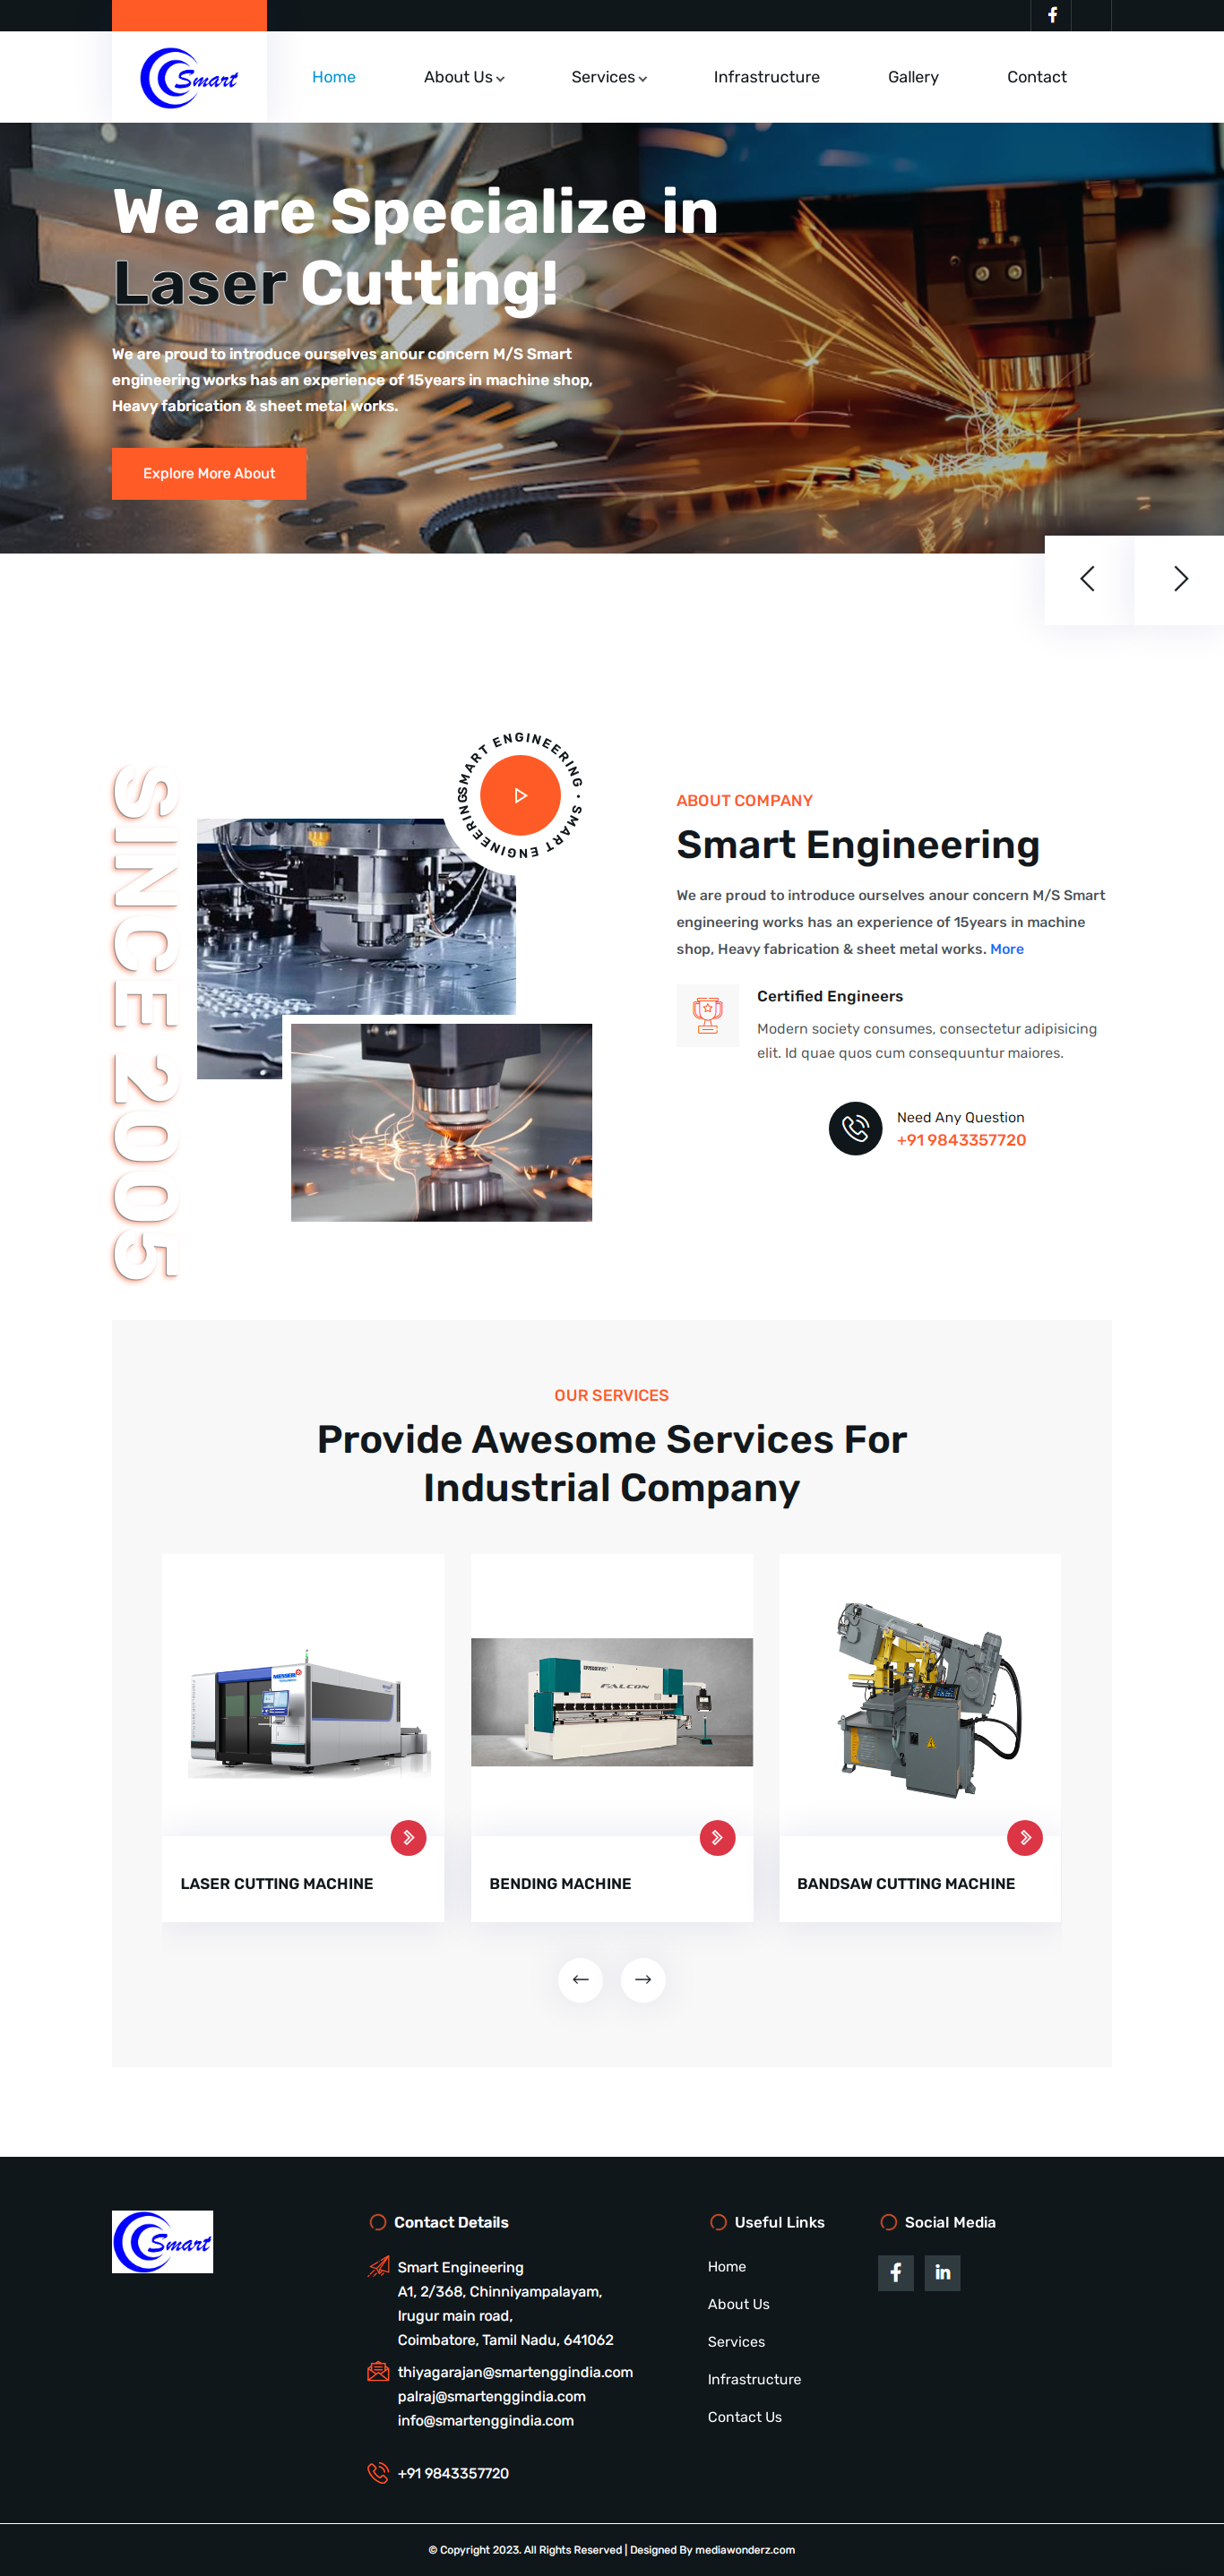 Smart
Home
About Us
Services
Infrastructure
Gallery
Contact
We are Specialize in
Laser Cutting!
We are proud to introduce ourselves anour concern M/S Smart
engineering works has an experience of 15years in machine shop,
Heavy fabrication & sheet metal works.
Explore More About
SINCE 2005
SMART ENGINEERING • SMART ENGINEERING
ABOUT COMPANY
Smart Engineering
We are proud to introduce ourselves anour concern M/S Smart
engineering works has an experience of 15years in machine
shop, Heavy fabrication & sheet metal works. More
Certified Engineers
Modern society consumes, consectetur adipisicing
elit. Id quae quos cum consequuntur maiores.
Need Any Question
+91 9843357720
OUR SERVICES
Provide Awesome Services For
Industrial Company
MESSER
FALCON
LASER CUTTING MACHINE
BENDING MACHINE
BANDSAW CUTTING MACHINE
Smart
Contact Details
Smart Engineering
A1, 2/368, Chinniyampalayam,
Irugur main road,
Coimbatore, Tamil Nadu, 641062
thiyagarajan@smartenggindia.com
palraj@smartenggindia.com
info@smartenggindia.com
+91 9843357720
Useful Links
Home
About Us
Services
Infrastructure
Contact Us
Social Media
© Copyright 2023. All Rights Reserved | Designed By mediawonderz.com